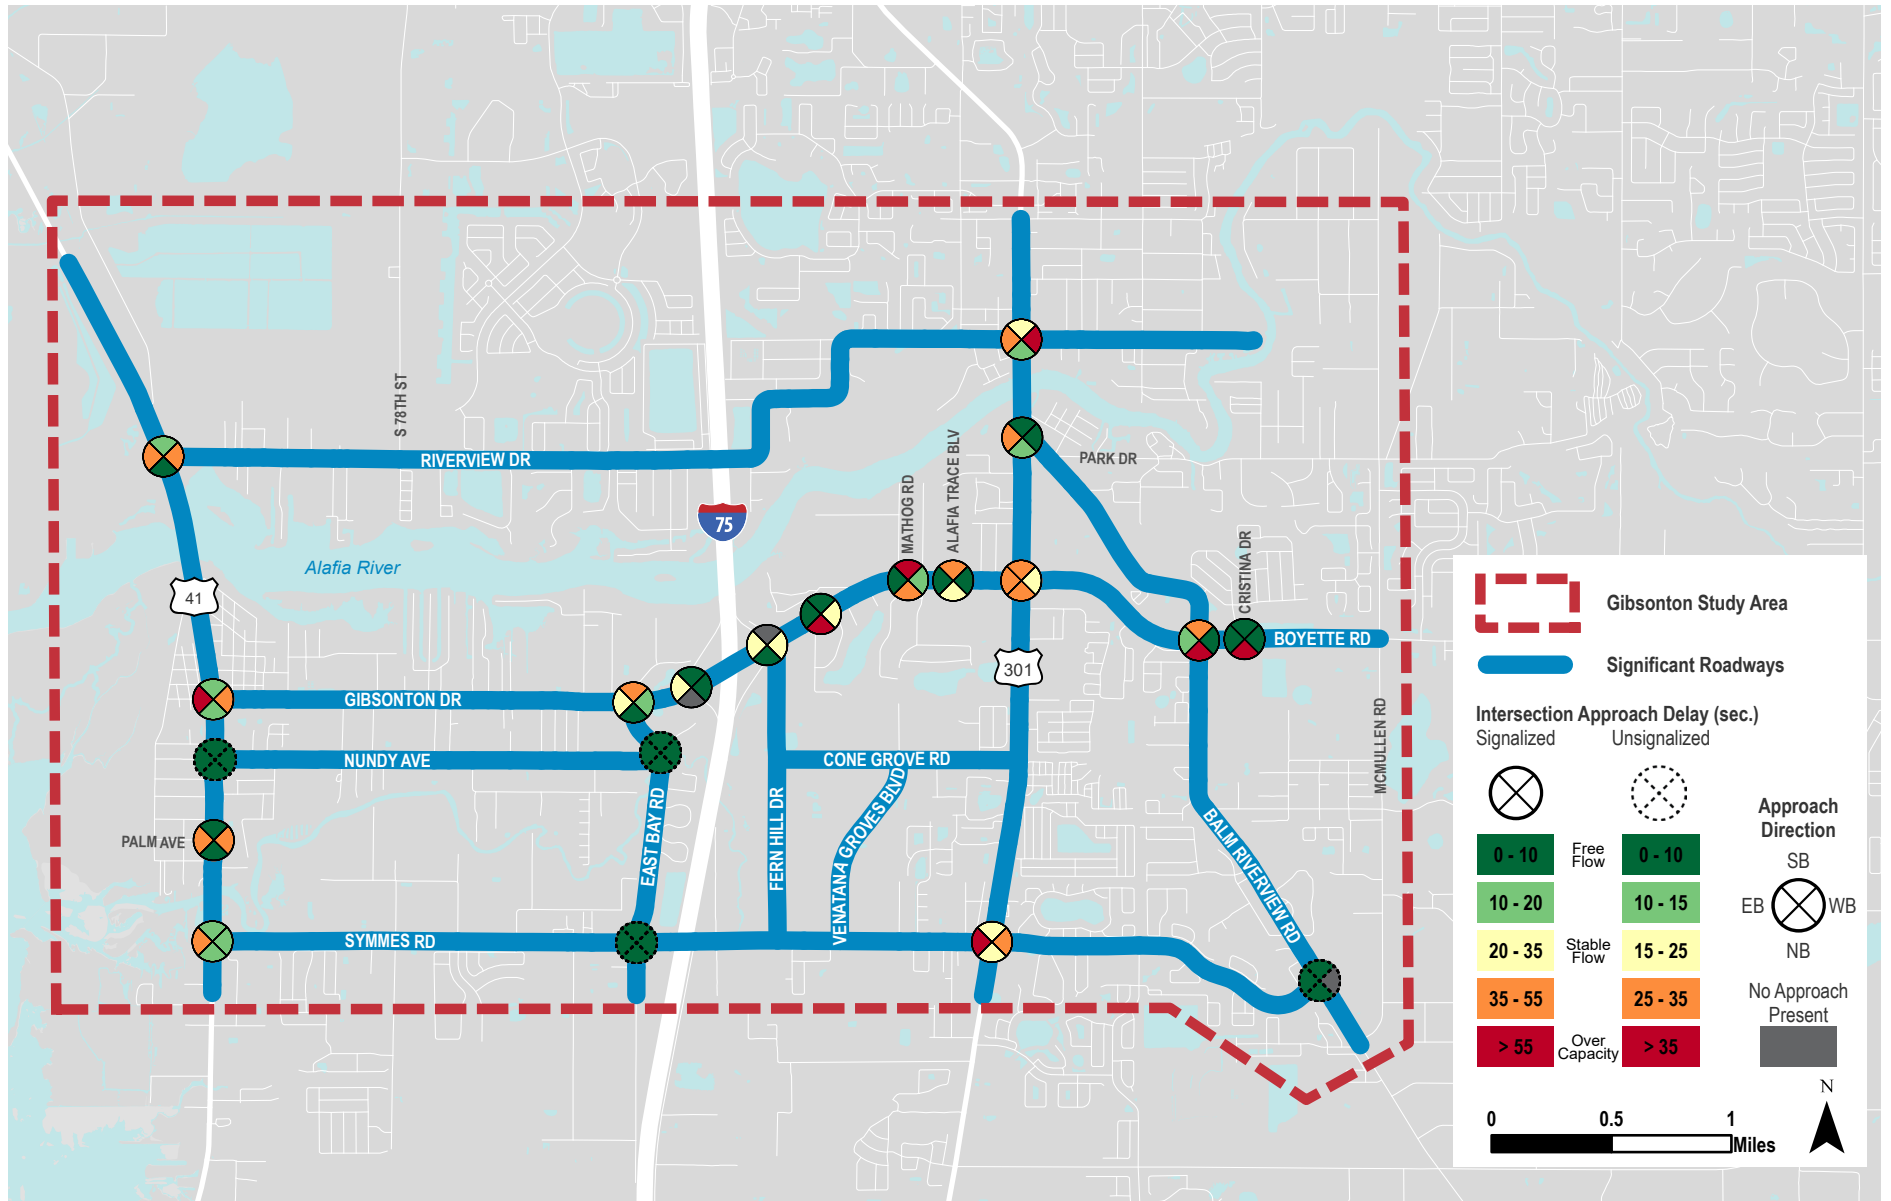 S 78TH ST
RIVERVIEW DR
75
Alafia River
41
MATHOG RD
ALAFIA TRACE BLV
PARK DR
CRISTINA DR
BOYETTE RD
301
GIBSONTON DR
NUNDY AVE
CONE GROVE RD
MCMULLEN RD
PALM AVE
EAST BAY RD
FERN HILL DR
VENATANA GROVES BLVD
BALM RIVERVIEW RD
SYMMES RD
Gibsonton Study Area
Significant Roadways
Intersection Approach Delay (sec.)
Signalized Unsignalized
Approach
Direction
SB
EB WB
NB
0 - 10 Free Flow 0 - 10
10 - 20 10 - 15
20 - 35 Stable Flow 15 - 25
35 - 55 25 - 35
> 55 Over Capacity > 35
No Approach
Present
N
0 0.5 1
Miles